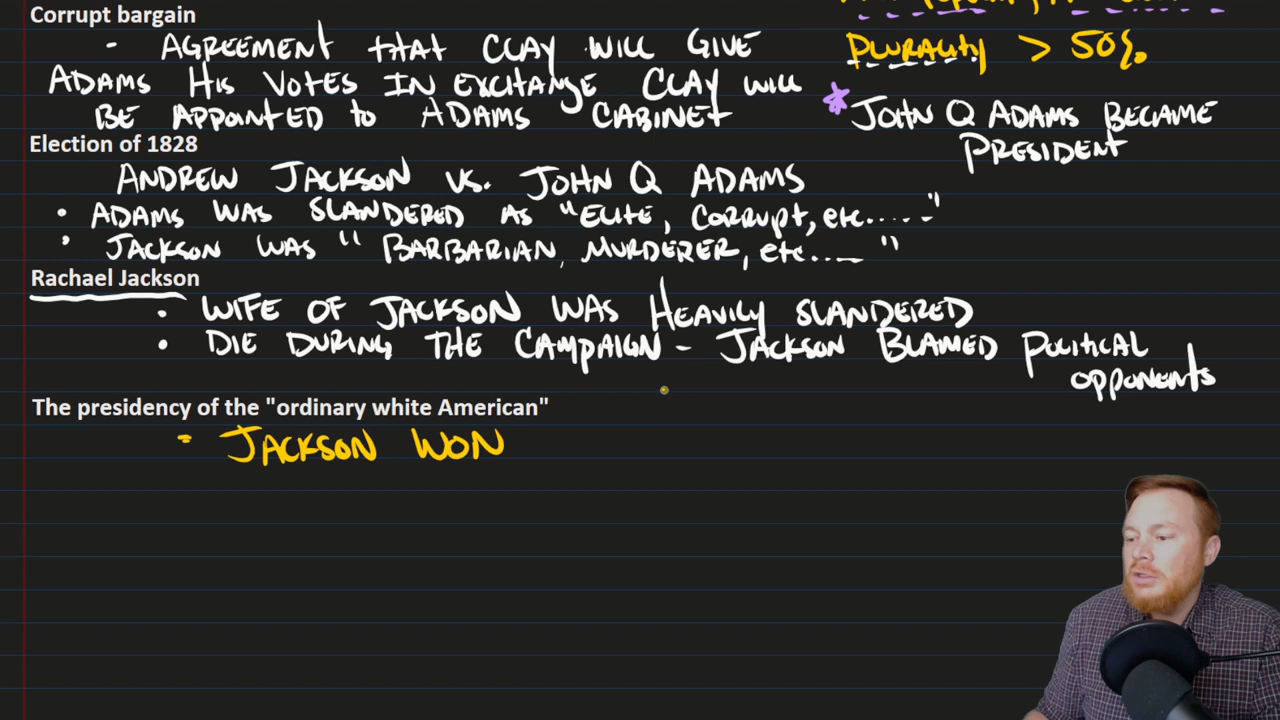 Corrupt bargain
- AGREEMENT THAT CLAY WILL GIVE
ADAMS HIS VOTES IN EXCHANGE CLAY WILL
BE APPOINTED TO ADAMS CABINET
PLURALITY > 50%
* JOHN Q ADAMS BECAME
PRESIDENT
Election of 1828
ANDREW JACKSON VS. JOHN Q ADAMS
• ADAMS WAS SLANDERED AS "ELITE, CORRUPT, etc......"
• JACKSON WAS "BARBARIAN, MURDERER, etc....."
Rachael Jackson
• WIFE OF JACKSON WAS HEAVILY SLANDERED
• DIE DURING THE CAMPAIGN - JACKSON BLAMED POLITICAL
OPPONENTS
The presidency of the "ordinary white American"
- JACKSON WON